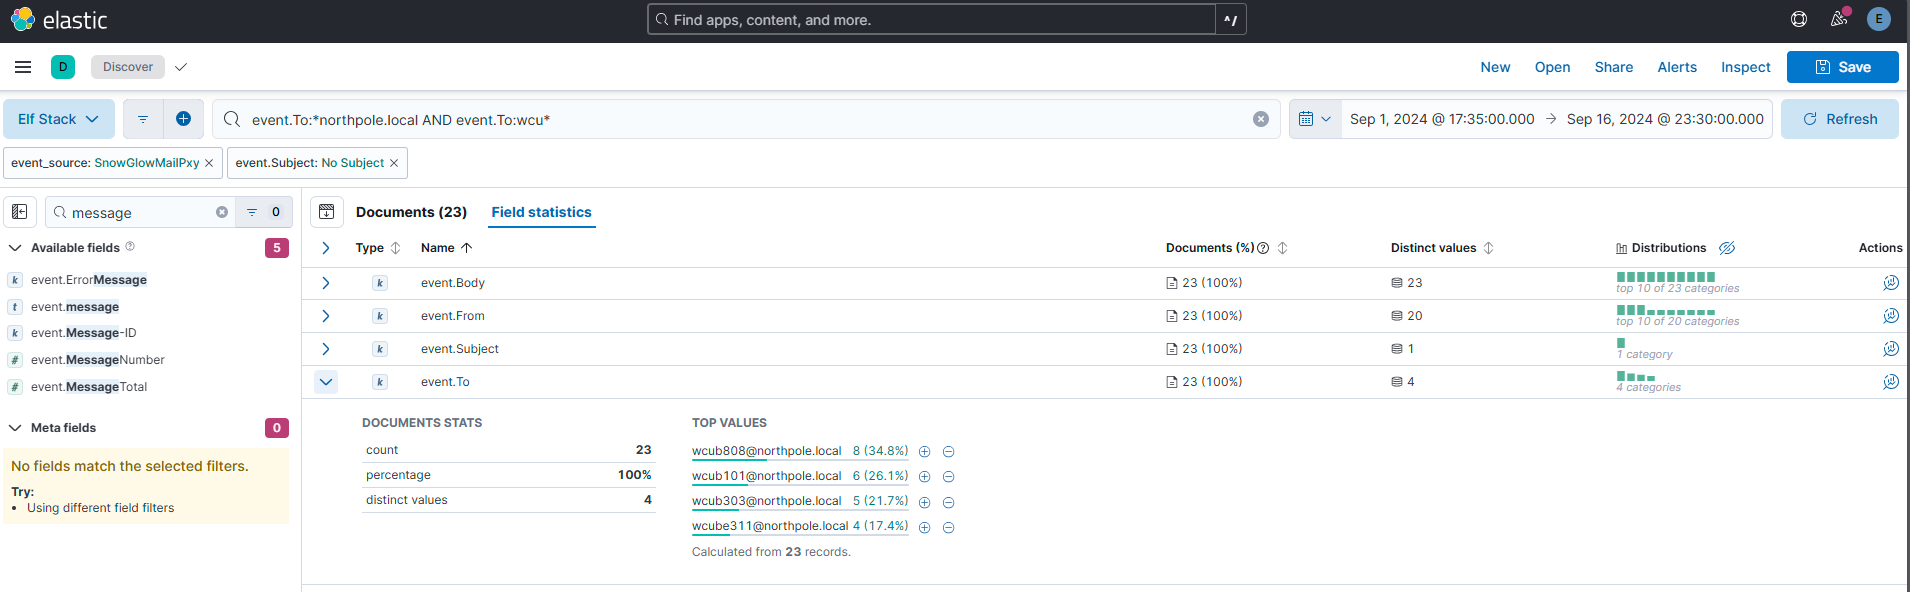 elastic
Find apps, content, and more.
^/
E
D
Discover
New
Open
Share
Alerts
Inspect
Save
Elf Stack
event.To:*northpole.local AND event.To:wcu*
Sep 1, 2024 @ 17:35:00.000 → Sep 16, 2024 @ 23:30:00.000
Refresh
event_source: SnowGlowMailPxy ×
event.Subject: No Subject ×
message
0
Available fields
5
k event.ErrorMessage
t event.message
k event.Message-ID
# event.MessageNumber
# event.MessageTotal
Meta fields
0
No fields match the selected filters.
Try:
• Using different field filters
Documents (23)
Field statistics
Type
Name
Documents (%)
Distinct values
Distributions
Actions
k event.Body 23 (100%) 23
top 10 of 23 categories
k event.From 23 (100%) 20
top 10 of 20 categories
k event.Subject 23 (100%) 1
1 category
k event.To 23 (100%) 4
4 categories
DOCUMENTS STATS
count 23
percentage 100%
distinct values 4
TOP VALUES
wcub808@northpole.local 8 (34.8%)
wcub101@northpole.local 6 (26.1%)
wcub303@northpole.local 5 (21.7%)
wcube311@northpole.local 4 (17.4%)
Calculated from 23 records.